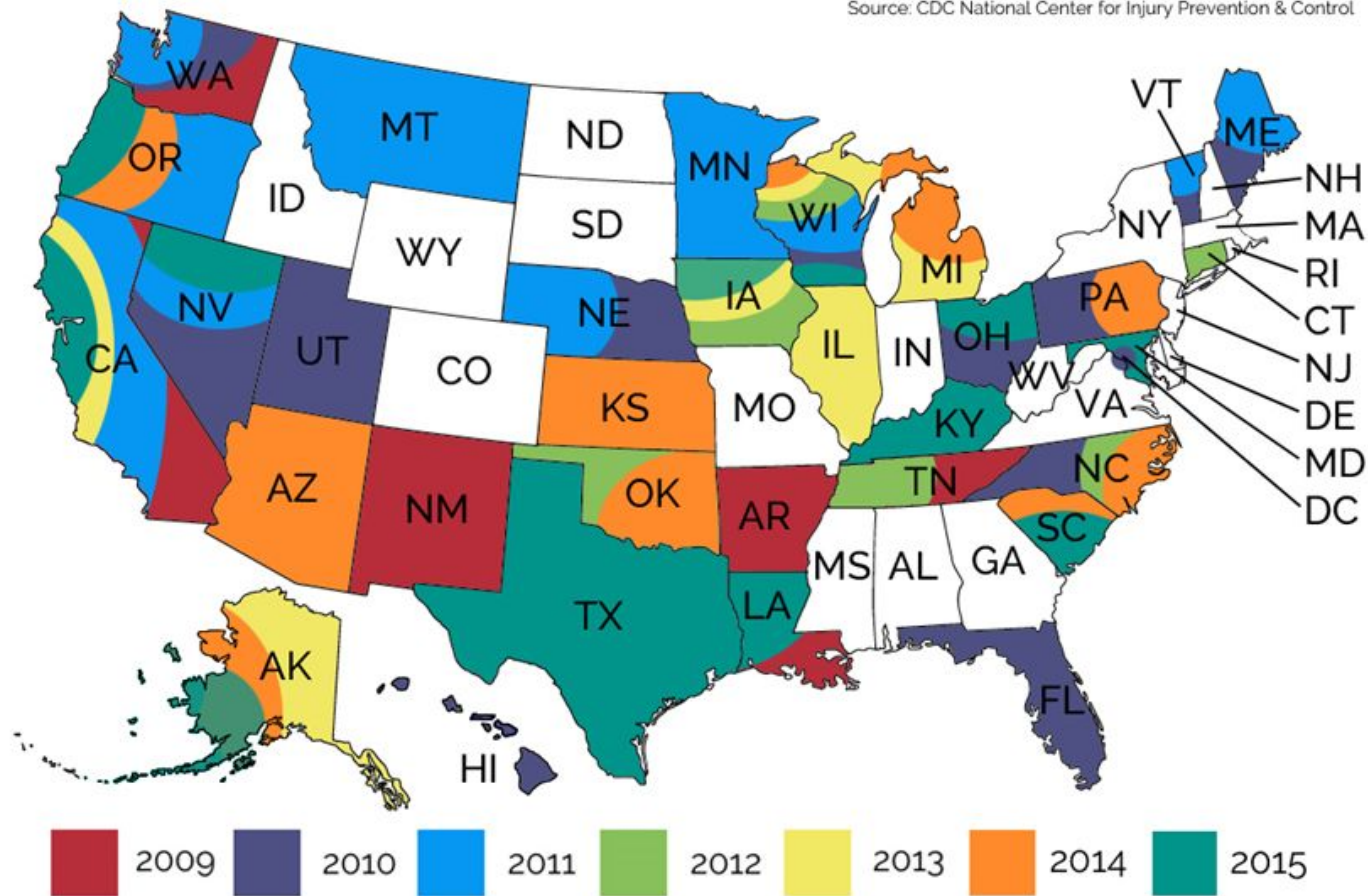 Source: CDC National Center for Injury Prevention & Control
WA
MT
ND
MN
VT
ME
OR
ID
SD
WI
NH
WY
NY
MA
MI
RI
NV
NE
IA
PA
CT
CA
UT
CO
IL
IN
OH
NJ
KS
MO
WV
VA
DE
KY
MD
AZ
NM
OK
AR
TN
NC
DC
SC
TX
LA
MS
AL
GA
AK
HI
FL
2009
2010
2011
2012
2013
2014
2015